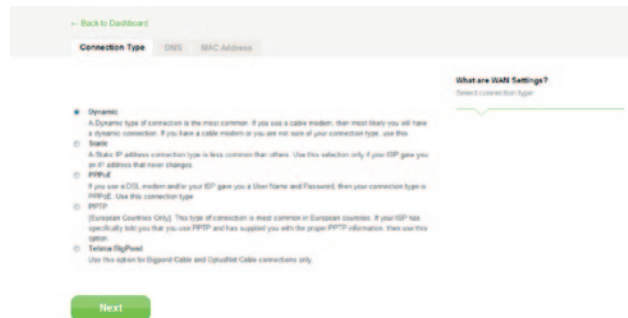 ← Back to Dashboard
Connection Type DNS MAC Address
What are WAN Settings?
Select connection type
Dynamic
A Dynamic type of connection is the most common. If you use a cable modem, then most likely you will have
a dynamic connection. If you have a cable modem or you are not sure of your connection type, use this.
Static
A Static IP address connection type is less common than others. Use this selection only if your ISP gave you
an IP address that never changes.
PPPoE
If you use a DSL modem and/or your ISP gave you a User Name and Password, then your connection type is
PPPoE. Use this connection type
PPTP
[European Countries Only]. This type of connection is most common in European countries. If your ISP has
specifically told you that you use PPTP and has supplied you with the proper PPTP information, then use this
option.
Telstra BigPond
Use this option for Bigpond Cable and OptusNet Cable connections only.
Next